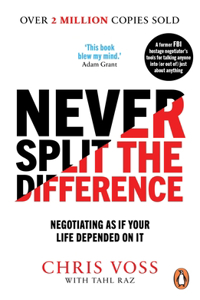 OVER 2 MILLION COPIES SOLD
'This book
blew my mind.'
Adam Grant
A former FBI
hostage negotiator's
tools for talking anyone
into (or out of) just
about anything
NEVER
SPLIT THE
DIFFERENCE
NEGOTIATING AS IF YOUR
LIFE DEPENDED ON IT
CHRIS VOSS
WITH TAHL RAZ